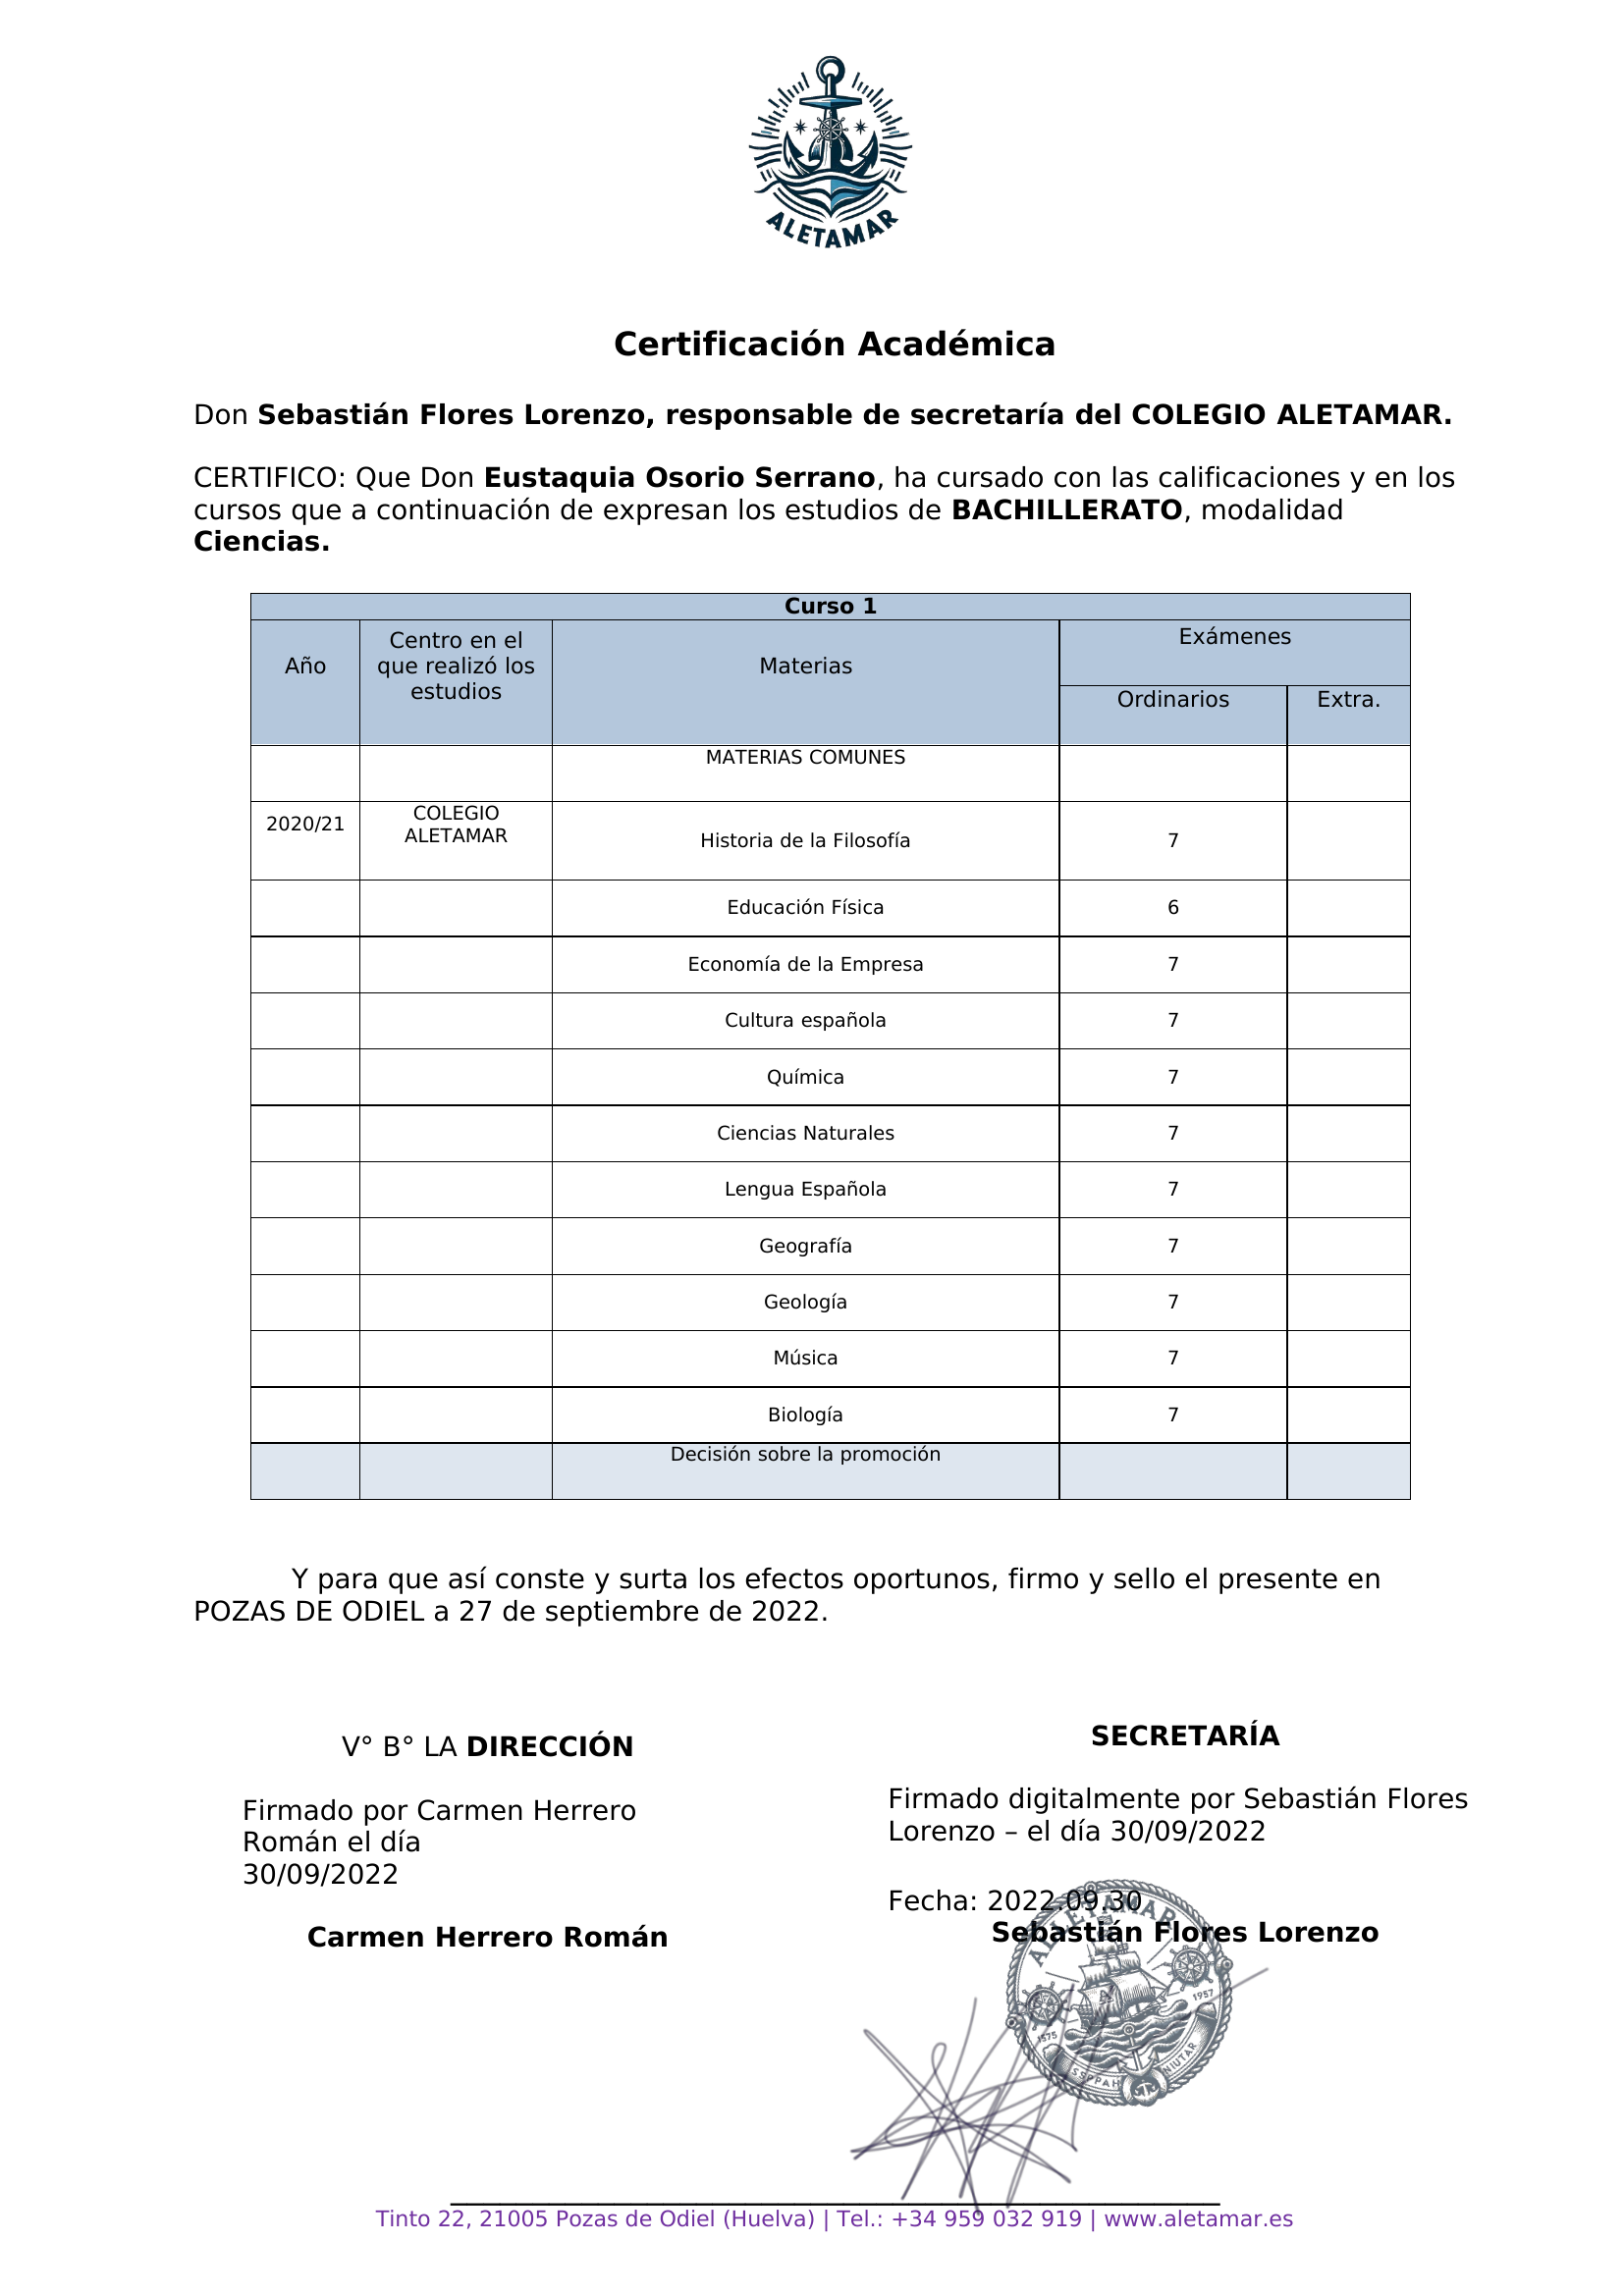 ALETAMAR
Certificación Académica
Don Sebastián Flores Lorenzo, responsable de secretaría del COLEGIO ALETAMAR.
CERTIFICO: Que Don Eustaquia Osorio Serrano, ha cursado con las calificaciones y en los
cursos que a continuación de expresan los estudios de BACHILLERATO, modalidad
Ciencias.
Curso 1
Año
Centro en el
que realizó los
estudios
Materias
Exámenes
Ordinarios
Extra.
MATERIAS COMUNES
2020/21
COLEGIO
ALETAMAR
Historia de la Filosofía 7
Educación Física 6
Economía de la Empresa 7
Cultura española 7
Química 7
Ciencias Naturales 7
Lengua Española 7
Geografía 7
Geología 7
Música 7
Biología 7
Decisión sobre la promoción
Y para que así conste y surta los efectos oportunos, firmo y sello el presente en
POZAS DE ODIEL a 27 de septiembre de 2022.
V° B° LA DIRECCIÓN
Firmado por Carmen Herrero
Román el día
30/09/2022
Carmen Herrero Román
SECRETARÍA
Firmado digitalmente por Sebastián Flores
Lorenzo – el día 30/09/2022
Fecha: 2022.09.30
Sebastián Flores Lorenzo
1957
Tinto 22, 21005 Pozas de Odiel (Huelva) | Tel.: +34 959 032 919 | www.aletamar.es